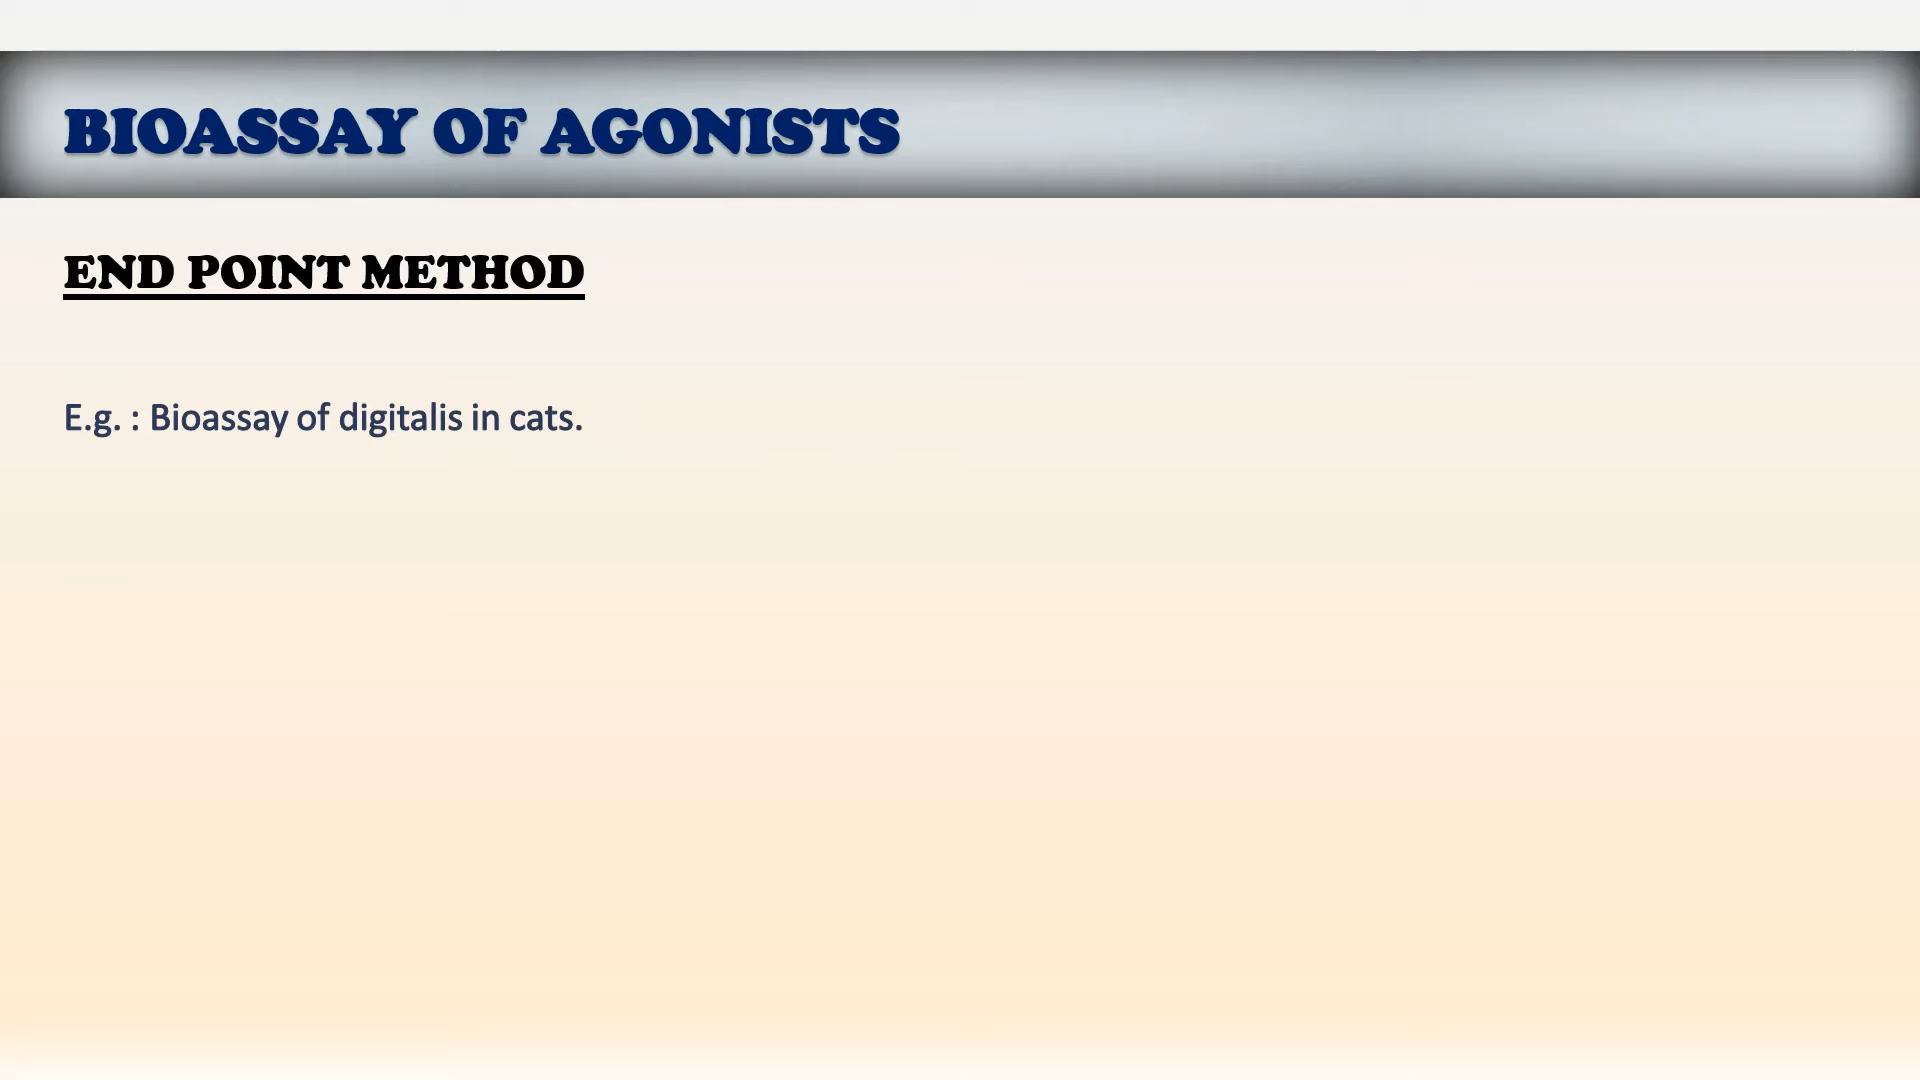 BIOASSAY OF AGONISTS
END POINT METHOD
E.g. : Bioassay of digitalis in cats.